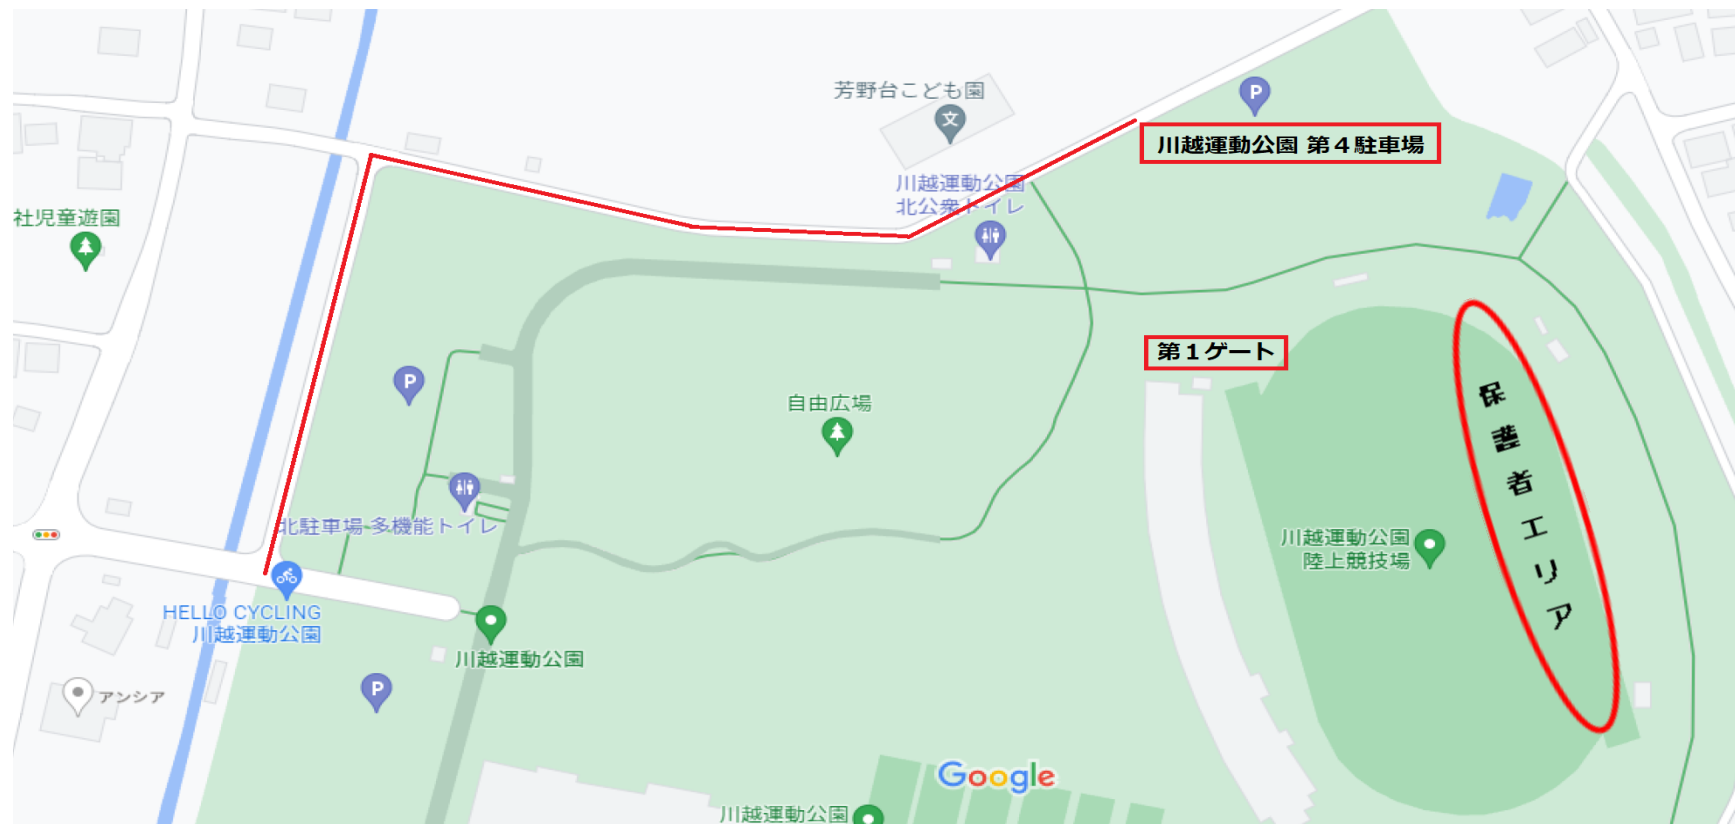 芳野台こども園
川越運動公園 第４駐車場
川越運動公園
北公衆トイレ
社児童遊園
第１ゲート
自由広場
保護者エリア
北駐車場 多機能トイレ
川越運動公園
陸上競技場
HELLO CYCLING
川越運動公園
川越運動公園
アンシア
Google
川越運動公園